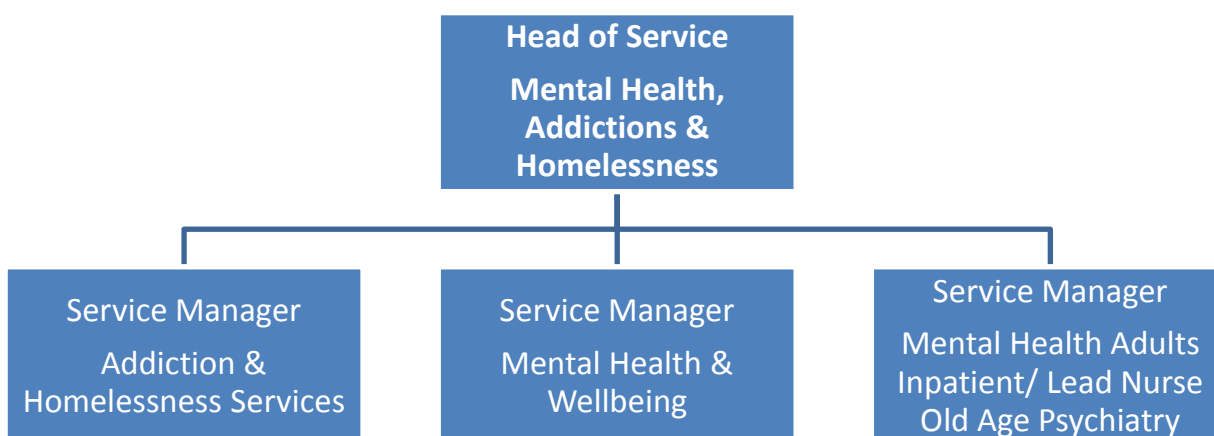 Head of Service
Mental Health,
Addictions &
Homelessness
Service Manager
Addiction &
Homelessness Services
Service Manager
Mental Health &
Wellbeing
Service Manager
Mental Health Adults
Inpatient/ Lead Nurse
Old Age Psychiatry